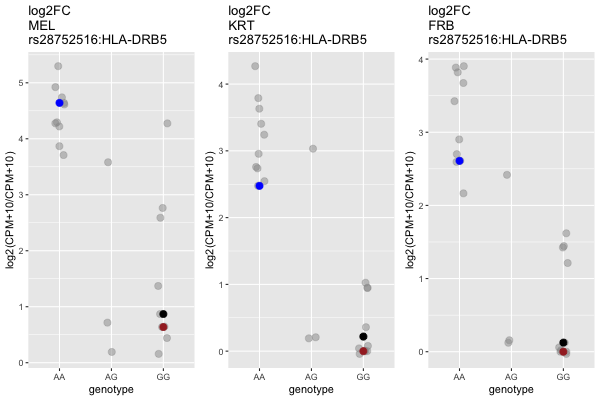 log2FC
MEL
rs28752516:HLA-DRB5
log2(CPM+10/CPM+10)
5
4
3
2
1
0
AA AG GG
genotype
log2FC
KRT
rs28752516:HLA-DRB5
log2(CPM+10/CPM+10)
4
3
2
1
0
AA AG GG
genotype
log2FC
FRB
rs28752516:HLA-DRB5
log2(CPM+10/CPM+10)
4
3
2
1
0
AA AG GG
genotype